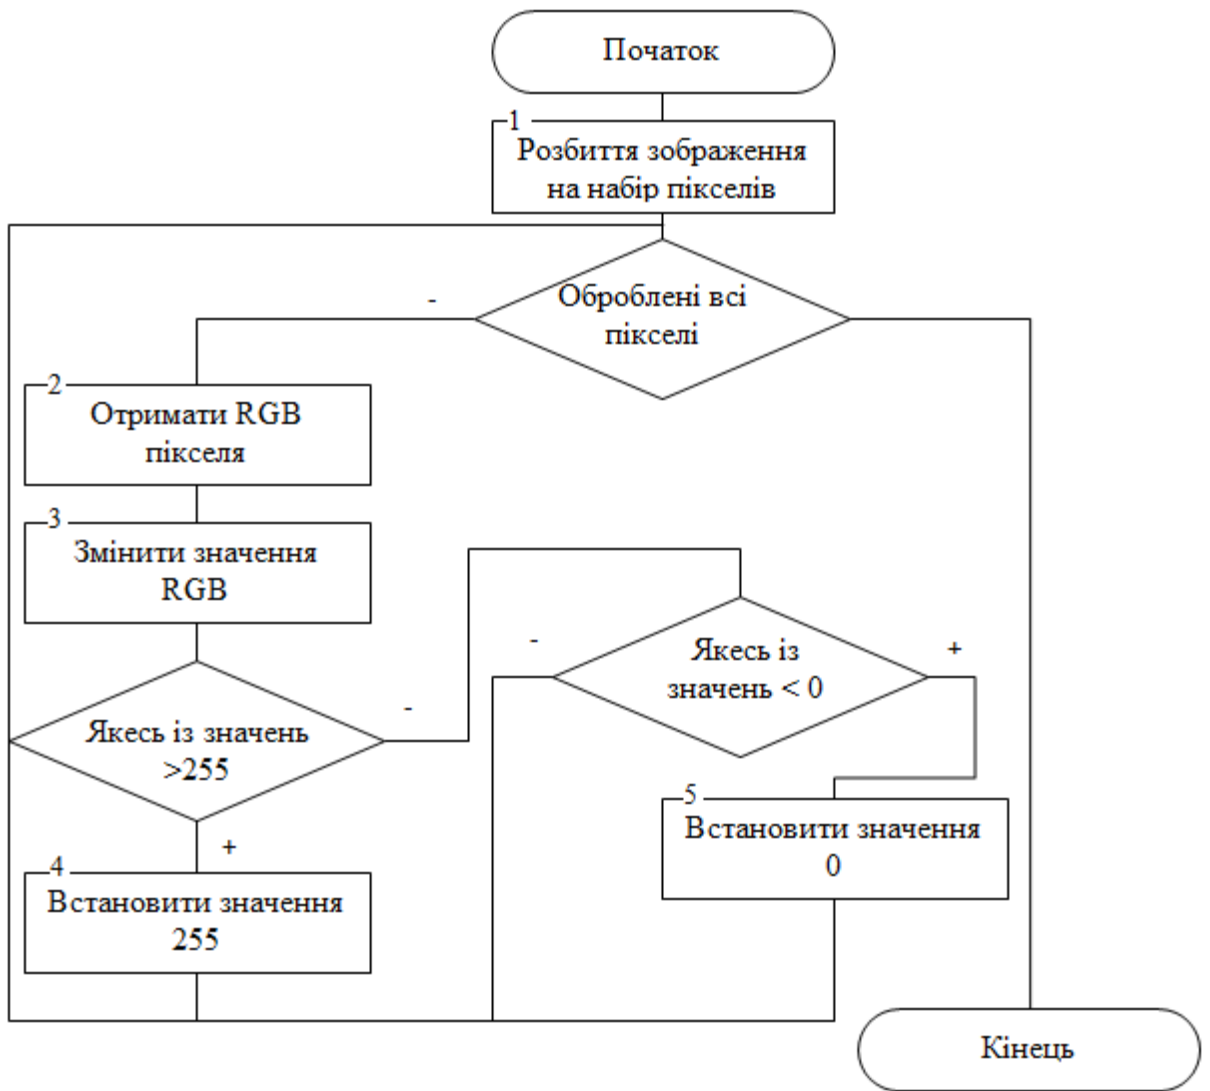 Початок
1
Розбиття зображення
на набір пікселів
Оброблені всі
пікселі
-
2
Отримати RGB
пікселя
3
Змінити значення
RGB
Якесь із
значень < 0
-
+
Якесь із значень
>255
-
+
5
Встановити значення
0
4
Встановити значення
255
Кінець